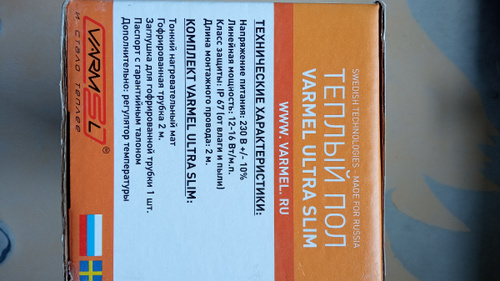 SWEDISH TECHNOLOGIES - MADE FOR RUSSIA
ТЕПЛЫЙ ПОЛ
VARMEL ULTRA SLIM
WWW. VARMEL. RU
ТЕХНИЧЕСКИЕ ХАРАКТЕРИСТИКИ:
Напряжение питания: 230 В +/- 10%
Линейная мощность: 12-16 Вт/м.п.
Класс защиты: IP 67 (от влаги и пыли)
Длина монтажного провода: 2 м.
КОМПЛЕКТ VARMEL ULTRA SLIM:
Тонкий нагревательный мат
Гофрированная трубка 2 м.
Заглушка для гофрированной трубки 1 шт.
Паспорт с гарантийным талоном
Дополнительно: регулятор температуры
VARMEL®
и стало теплее